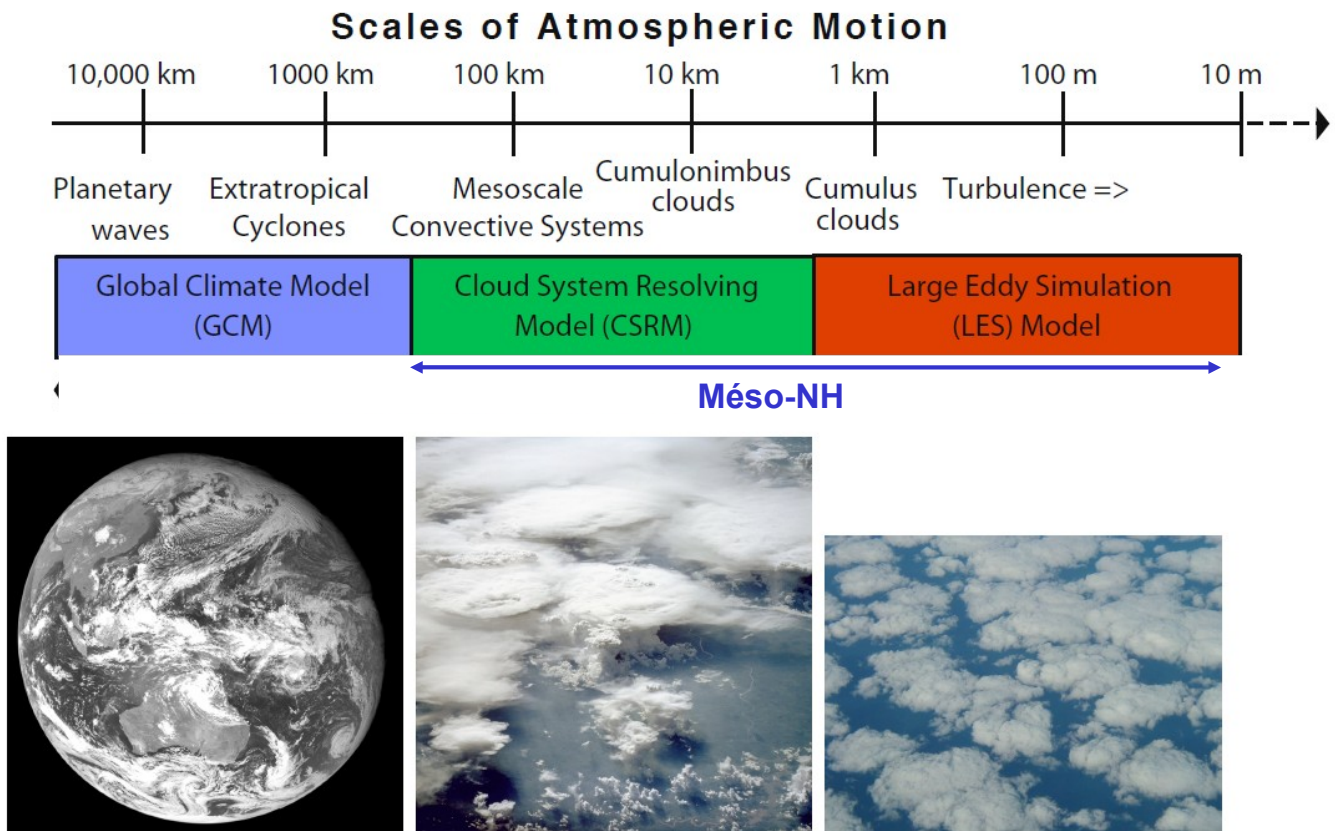 Scales of Atmospheric Motion
10,000 km 1000 km 100 km 10 km 1 km 100 m 10 m
Planetary
waves
Extratropical
Cyclones
Mesoscale
Convective Systems
Cumulonimbus
clouds
Cumulus
clouds
Turbulence =>
Global Climate Model
(GCM)
Cloud System Resolving
Model (CSRM)
Large Eddy Simulation
(LES) Model
Méso-NH